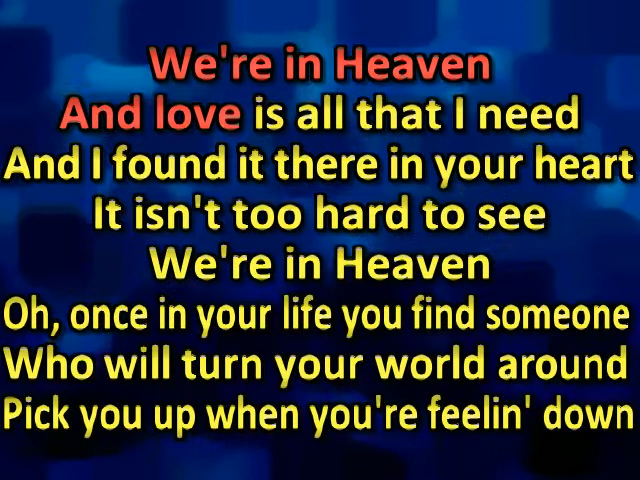 We're in Heaven
And love is all that I need
And I found it there in your heart
It isn't too hard to see
We're in Heaven
Oh, once in your life you find someone
Who will turn your world around
Pick you up when you're feelin' down